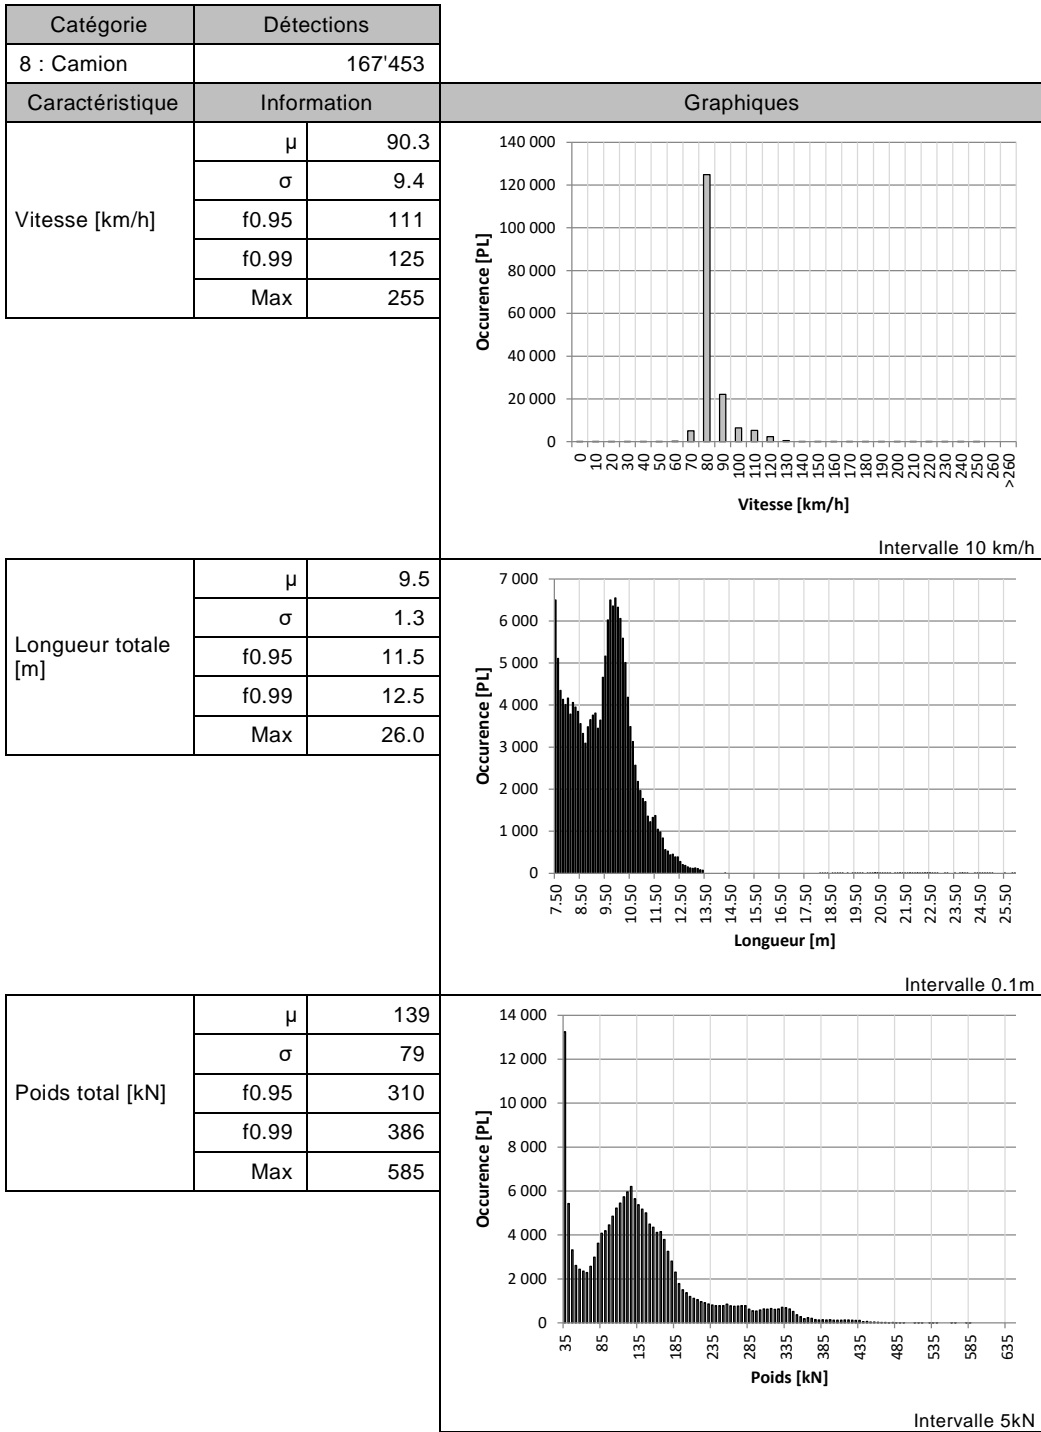 Catégorie Détections
8 : Camion 167'453
Caractéristique Information Graphiques
Vitesse [km/h]
μ 90.3
σ 9.4
f0.95 111
f0.99 125
Max 255
140 000
120 000
100 000
80 000
60 000
40 000
20 000
0
Occurence [PL]
0 10 20 30 40 50 60 70 80 90 100 110 120 130 140 150 160 170 180 190 200 210 220 230 240 250 260 >260
Vitesse [km/h]
Intervalle 10 km/h
Longueur totale
[m]
μ 9.5
σ 1.3
f0.95 11.5
f0.99 12.5
Max 26.0
7 000
6 000
5 000
4 000
3 000
2 000
1 000
0
Occurence [PL]
7.50 8.50 9.50 10.50 11.50 12.50 13.50 14.50 15.50 16.50 17.50 18.50 19.50 20.50 21.50 22.50 23.50 24.50 25.50
Longueur [m]
Intervalle 0.1m
Poids total [kN]
μ 139
σ 79
f0.95 310
f0.99 386
Max 585
14 000
12 000
10 000
8 000
6 000
4 000
2 000
0
Occurence [PL]
35 85 135 185 235 285 335 385 435 485 535 585 635
Poids [kN]
Intervalle 5kN